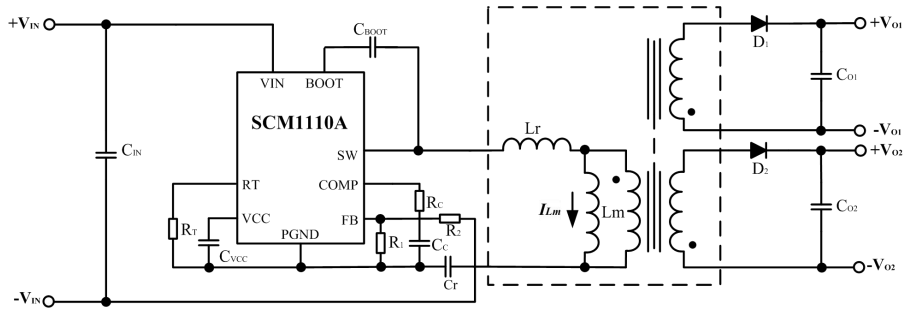 +VIN
CBOOT
D1
+VO1
VIN
BOOT
CO1
SCM1110A
Lr
-VO1
CIN
SW
+VO2
RT
COMP
RC
D2
ILm
Lm
CO2
VCC
FB
R2
RT
PGND
R1
CVCC
CC
Cr
-VIN
-VO2